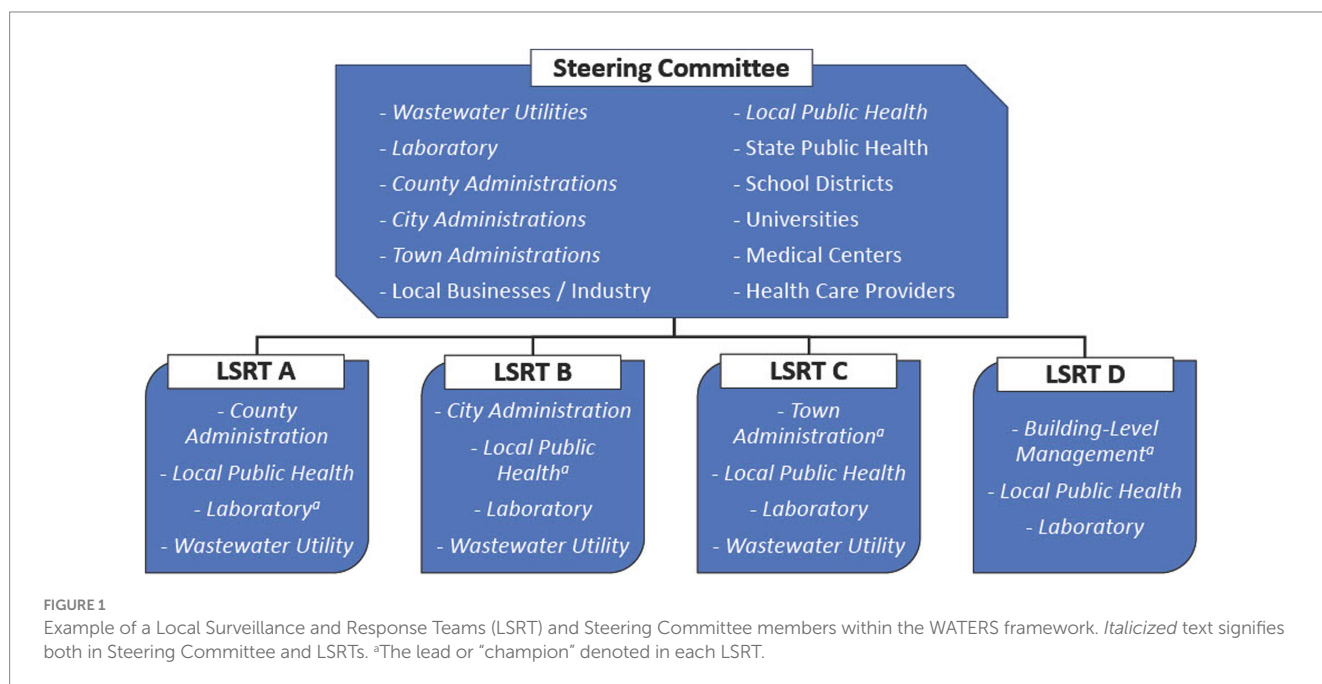 Steering Committee
- Wastewater Utilities
- Laboratory
- County Administrations
- City Administrations
- Town Administrations
- Local Businesses / Industry
- Local Public Health
- State Public Health
- School Districts
- Universities
- Medical Centers
- Health Care Providers
LSRT A
- County
Administration
- Local Public Health
- Laboratoryᵃ
- Wastewater Utility
LSRT B
- City Administration
- Local Public
Healthᵃ
- Laboratory
- Wastewater Utility
LSRT C
- Town
Administrationᵃ
- Local Public Health
- Laboratory
- Wastewater Utility
LSRT D
- Building-Level
Managementᵃ
- Local Public Health
- Laboratory
FIGURE 1
Example of a Local Surveillance and Response Teams (LSRT) and Steering Committee members within the WATERS framework. Italicized text signifies
both in Steering Committee and LSRTs. ᵃThe lead or “champion” denoted in each LSRT.